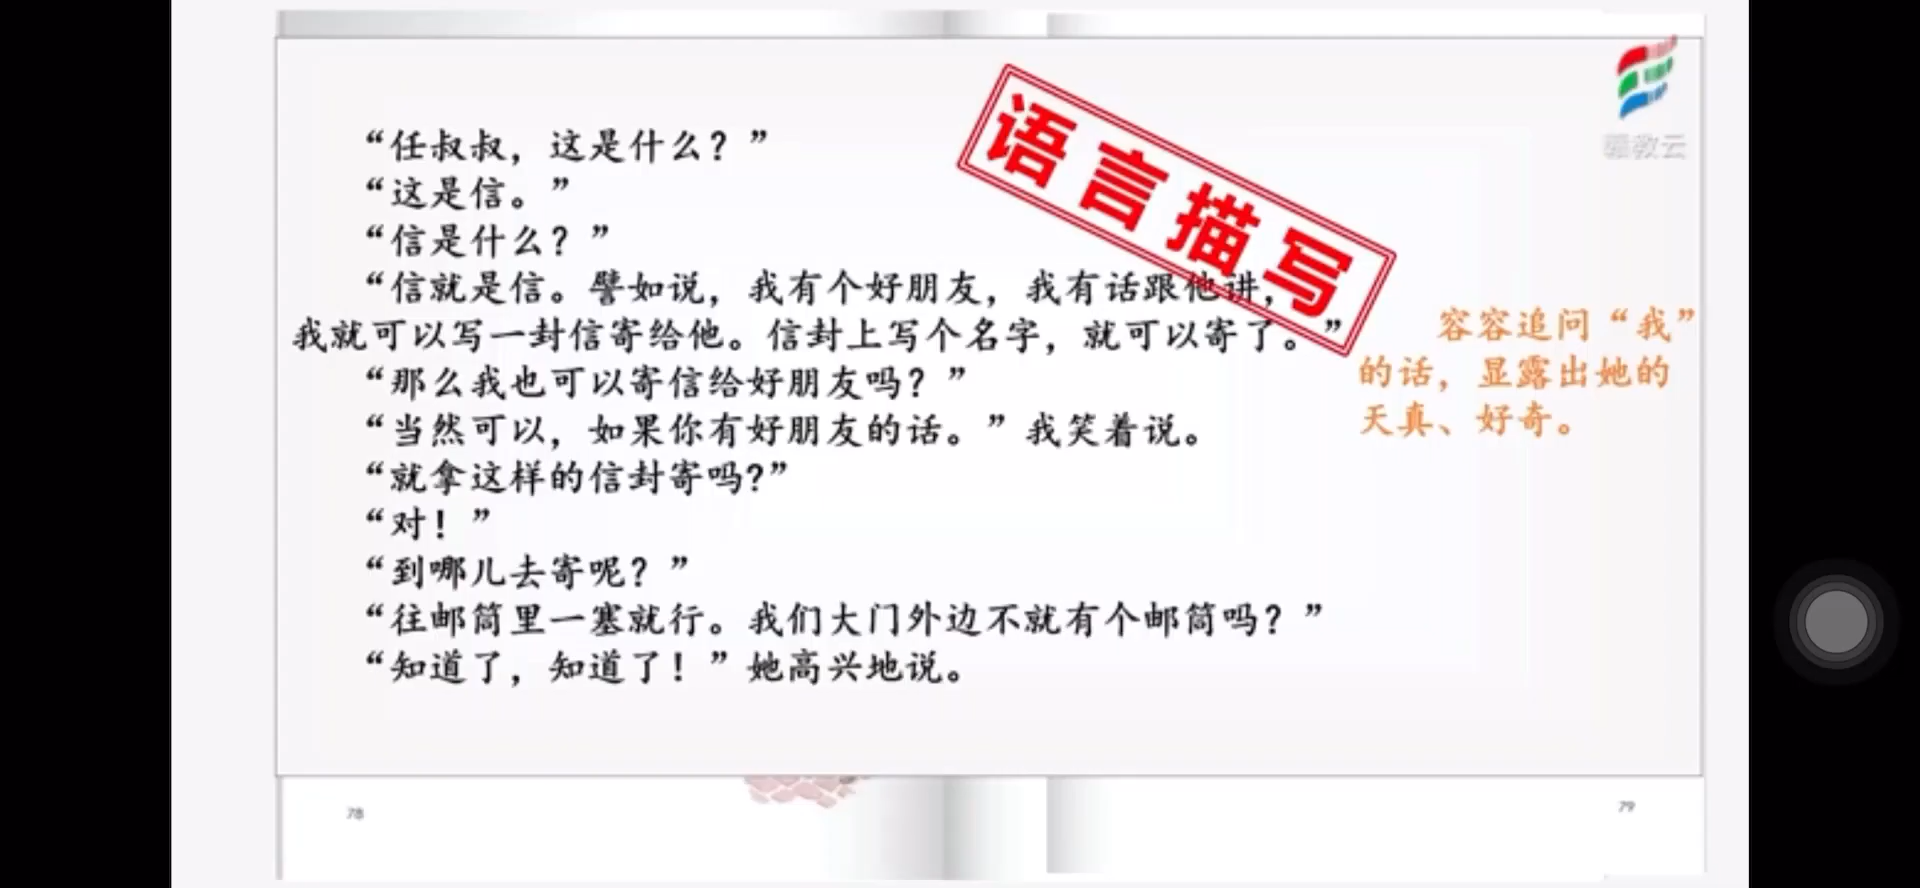 “任叔叔，这是什么？”
“这是信。”
“信是什么？”
“信就是信。譬如说，我有个好朋友，我有话跟他讲，
我就可以写一封信寄给他。信封上写个名字，就可以寄了。”
“那么我也可以寄信给好朋友吗？”
“当然可以，如果你有好朋友的话。”我笑着说。
“就拿这样的信封寄吗?”
“对！”
“到哪儿去寄呢？”
“往邮筒里一塞就行。我们大门外边不就有个邮筒吗？”
“知道了，知道了！”她高兴地说。
语言描写
容容追问“我”
的话，显露出她的
天真、好奇。
教云
78
79